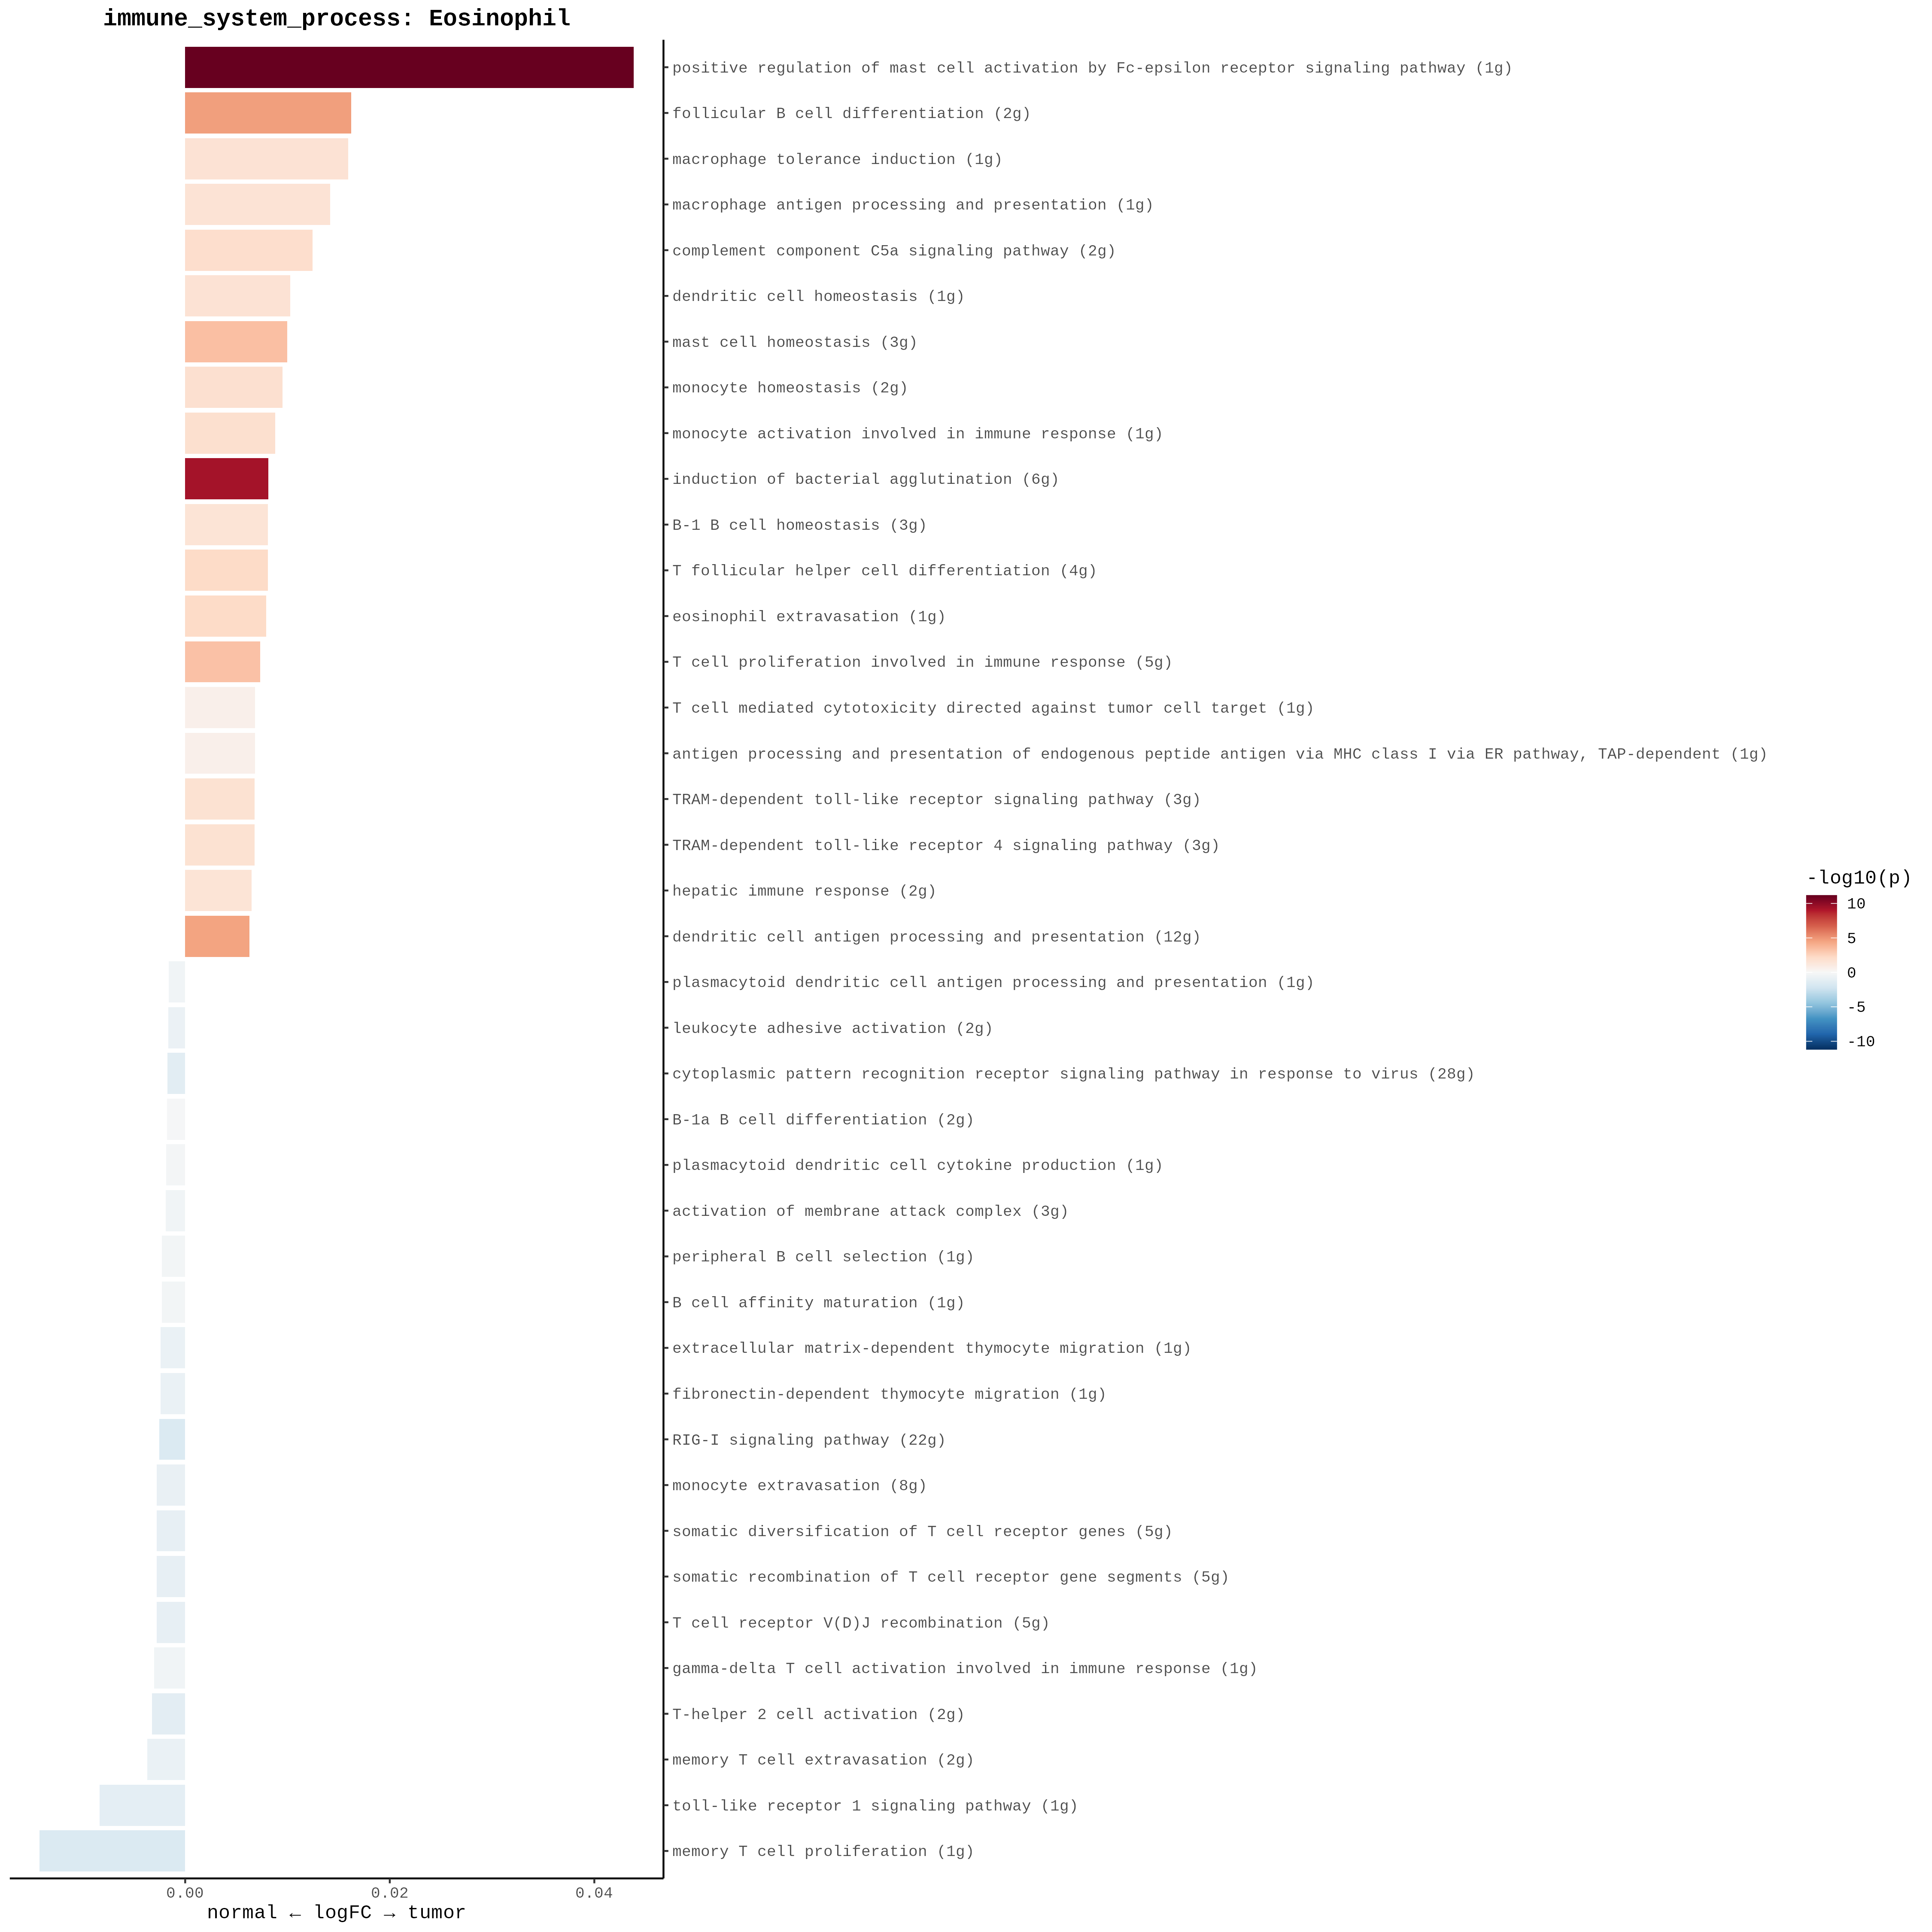 immune_system_process: Eosinophil
positive regulation of mast cell activation by Fc-epsilon receptor signaling pathway (1g)
follicular B cell differentiation (2g)
macrophage tolerance induction (1g)
macrophage antigen processing and presentation (1g)
complement component C5a signaling pathway (2g)
dendritic cell homeostasis (1g)
mast cell homeostasis (3g)
monocyte homeostasis (2g)
monocyte activation involved in immune response (1g)
induction of bacterial agglutination (6g)
B-1 B cell homeostasis (3g)
T follicular helper cell differentiation (4g)
eosinophil extravasation (1g)
T cell proliferation involved in immune response (5g)
T cell mediated cytotoxicity directed against tumor cell target (1g)
antigen processing and presentation of endogenous peptide antigen via MHC class I via ER pathway, TAP-dependent (1g)
TRAM-dependent toll-like receptor signaling pathway (3g)
TRAM-dependent toll-like receptor 4 signaling pathway (3g)
hepatic immune response (2g)
dendritic cell antigen processing and presentation (12g)
plasmacytoid dendritic cell antigen processing and presentation (1g)
leukocyte adhesive activation (2g)
cytoplasmic pattern recognition receptor signaling pathway in response to virus (28g)
B-1a B cell differentiation (2g)
plasmacytoid dendritic cell cytokine production (1g)
activation of membrane attack complex (3g)
peripheral B cell selection (1g)
B cell affinity maturation (1g)
extracellular matrix-dependent thymocyte migration (1g)
fibronectin-dependent thymocyte migration (1g)
RIG-I signaling pathway (22g)
monocyte extravasation (8g)
somatic diversification of T cell receptor genes (5g)
somatic recombination of T cell receptor gene segments (5g)
T cell receptor V(D)J recombination (5g)
gamma-delta T cell activation involved in immune response (1g)
T-helper 2 cell activation (2g)
memory T cell extravasation (2g)
toll-like receptor 1 signaling pathway (1g)
memory T cell proliferation (1g)
0.00 0.02 0.04
normal ← logFC → tumor
-log10(p)
10
5
0
-5
-10